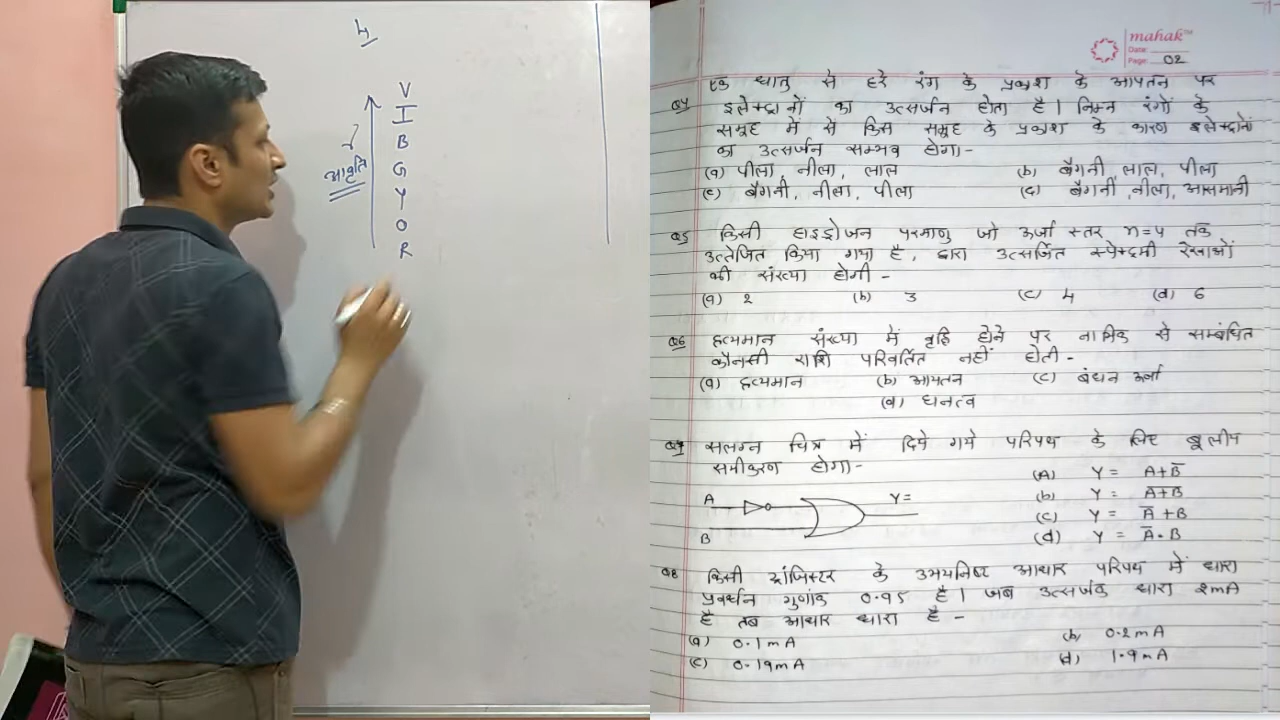 4
V
I
B
G
Y
O
R
आवृति
mahak™
Date:
Page: 02
एक धातु से हरे रंग के प्रकाश के आपतन पर
Q4 इलेक्ट्रानों का उत्सर्जन होता है। निम्न रंगों के
समूह में से किस समूह के प्रकाश के कारण इलेक्ट्रानों
का उत्सर्जन सम्भव होगा-
(a) पीला, नीला, लाल (b) बैगनी, लाल, पीला
(c) बैगनी, नीला, पीला (d) बैगनी, नीला, आसमानी
Q5 किसी हाइड्रोजन परमाणु जो ऊर्जा स्तर n=4 तक
उत्तेजित किया गया है, द्वारा उत्सर्जित स्पेक्ट्रमी रेखाओं
की संख्या होगी-
(a) 2 (b) 3 (c) 4 (d) 6
Q6 द्रव्यमान संख्या में वृद्धि होने पर नाभिक से सम्बंधित
कौनसी राशि परिवर्तित नहीं होती-
(a) द्रव्यमान (b) आयतन (c) बंधन ऊर्जा
(d) घनत्व
Q7 सलग्न चित्र में दिये गये परिपथ के लिए बूलीय
समीकरण होगा-
(A) Y = A+B̅
(b) Y = A̅+̅B̅
(c) Y = A̅+B
(d) Y = A̅.B
A
Y=
B
Q8 किसी ट्रांजिस्टर के उभयनिष्ट आधार परिपथ में धारा
प्रवर्धन गुणांक 0.95 है। जब उत्सर्जक धारा 2mA
है तब आधार धारा है-
(a) 0.1mA (b) 0.2mA
(c) 0.19mA (d) 1.9mA